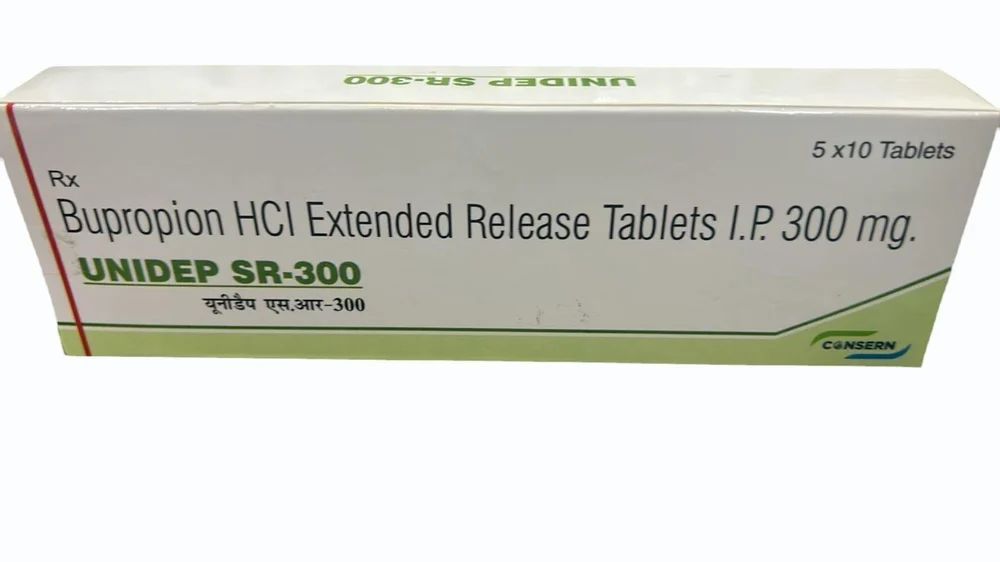 UNIDEP SR-300
5 x10 Tablets
Rx
Bupropion HCl Extended Release Tablets I.P. 300 mg.
UNIDEP SR-300
यूनीडैप एस.आर-300
CONSERN